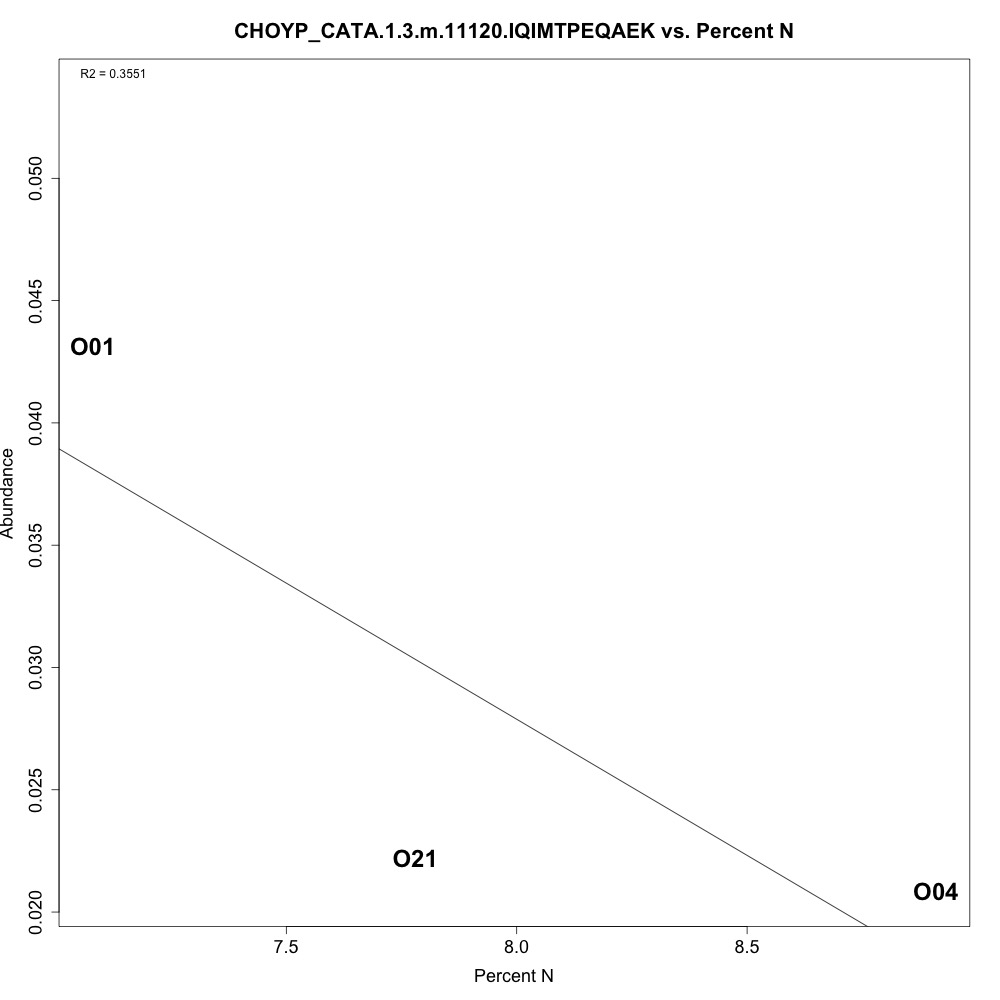 CHOYP_CATA.1.3.m.11120.IQIMTPEQAEK vs. Percent N
R2 = 0.3551
0.050
0.045
O01
0.040
Abundance
0.035
0.030
0.025
O21
O04
0.020
7.5 8.0 8.5
Percent N